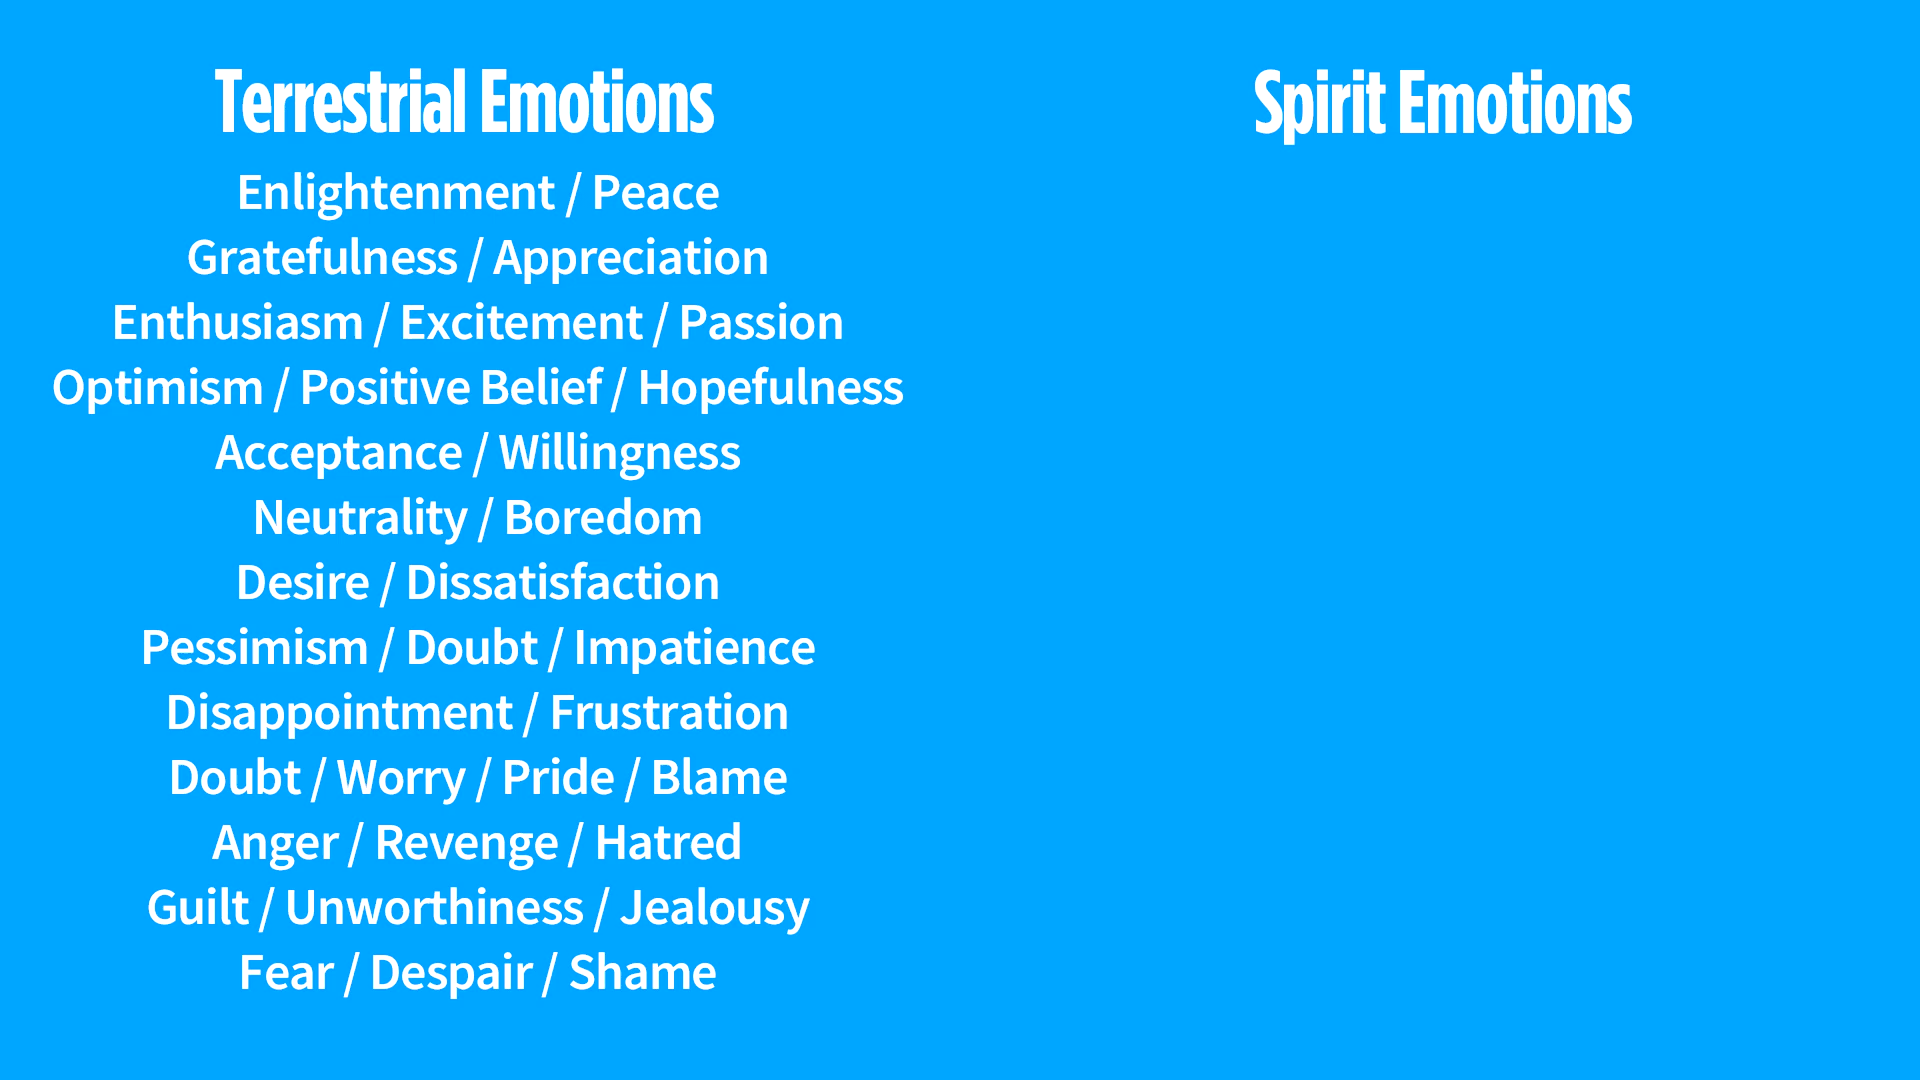 Terrestrial Emotions
Enlightenment / Peace
Gratefulness / Appreciation
Enthusiasm / Excitement / Passion
Optimism / Positive Belief / Hopefulness
Acceptance / Willingness
Neutrality / Boredom
Desire / Dissatisfaction
Pessimism / Doubt / Impatience
Disappointment / Frustration
Doubt / Worry / Pride / Blame
Anger / Revenge / Hatred
Guilt / Unworthiness / Jealousy
Fear / Despair / Shame
Spirit Emotions